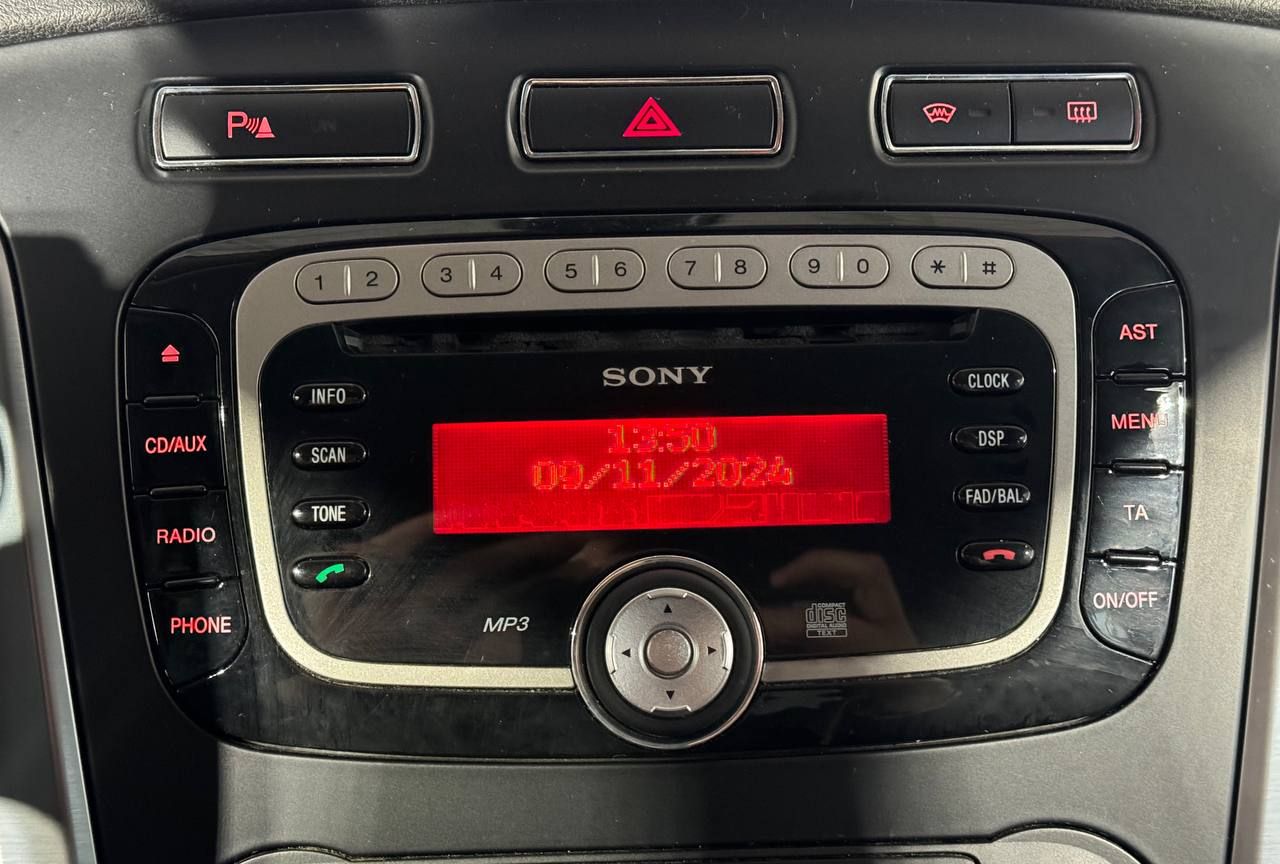 P
1 2 3 4 5 6 7 8 9 0 * #
SONY
INFO
SCAN
TONE
CD/AUX
RADIO
PHONE
13:50
09/11/2024
CLOCK
DSP
FAD/BAL
AST
MENU
TA
ON/OFF
MP3
COMPACT
disc
DIGITAL AUDIO
TEXT